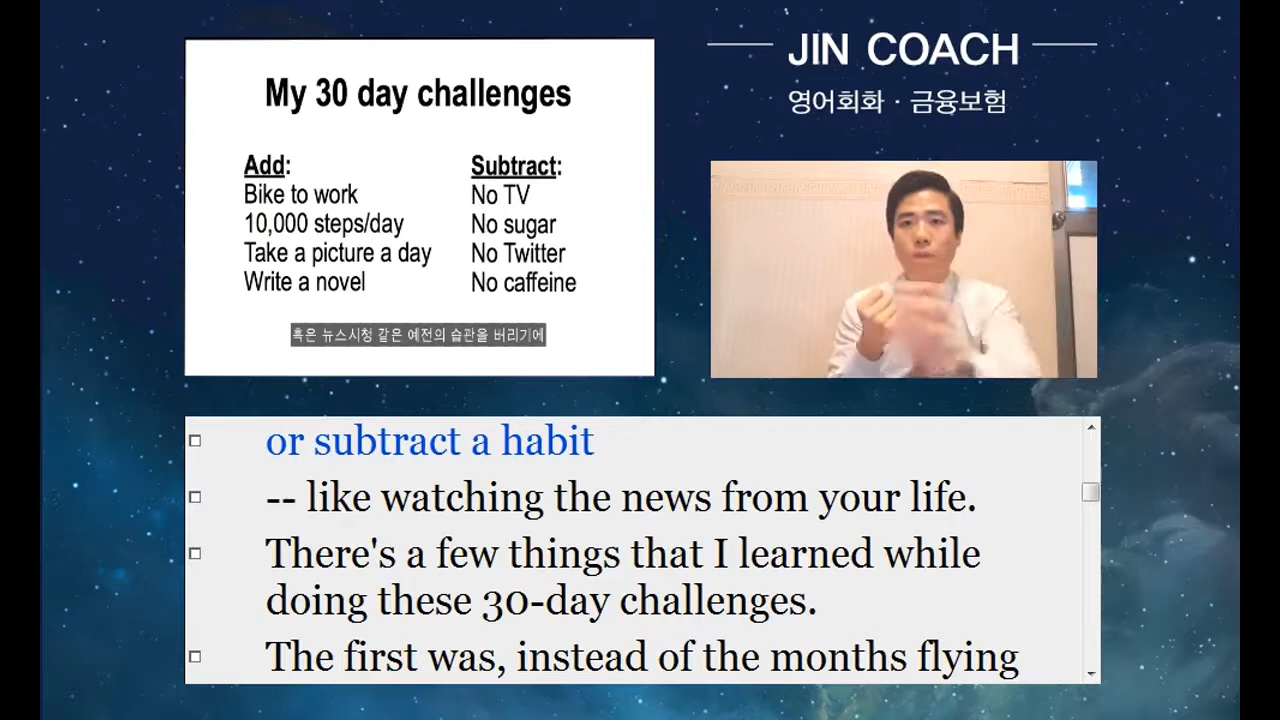 My 30 day challenges
Add:
Bike to work
10,000 steps/day
Take a picture a day
Write a novel
Subtract:
No TV
No sugar
No Twitter
No caffeine
혹은 뉴스시청 같은 예전의 습관을 버리기에
JIN COACH
영어회화 · 금융보험
or subtract a habit
-- like watching the news from your life.
There's a few things that I learned while
doing these 30-day challenges.
The first was, instead of the months flying